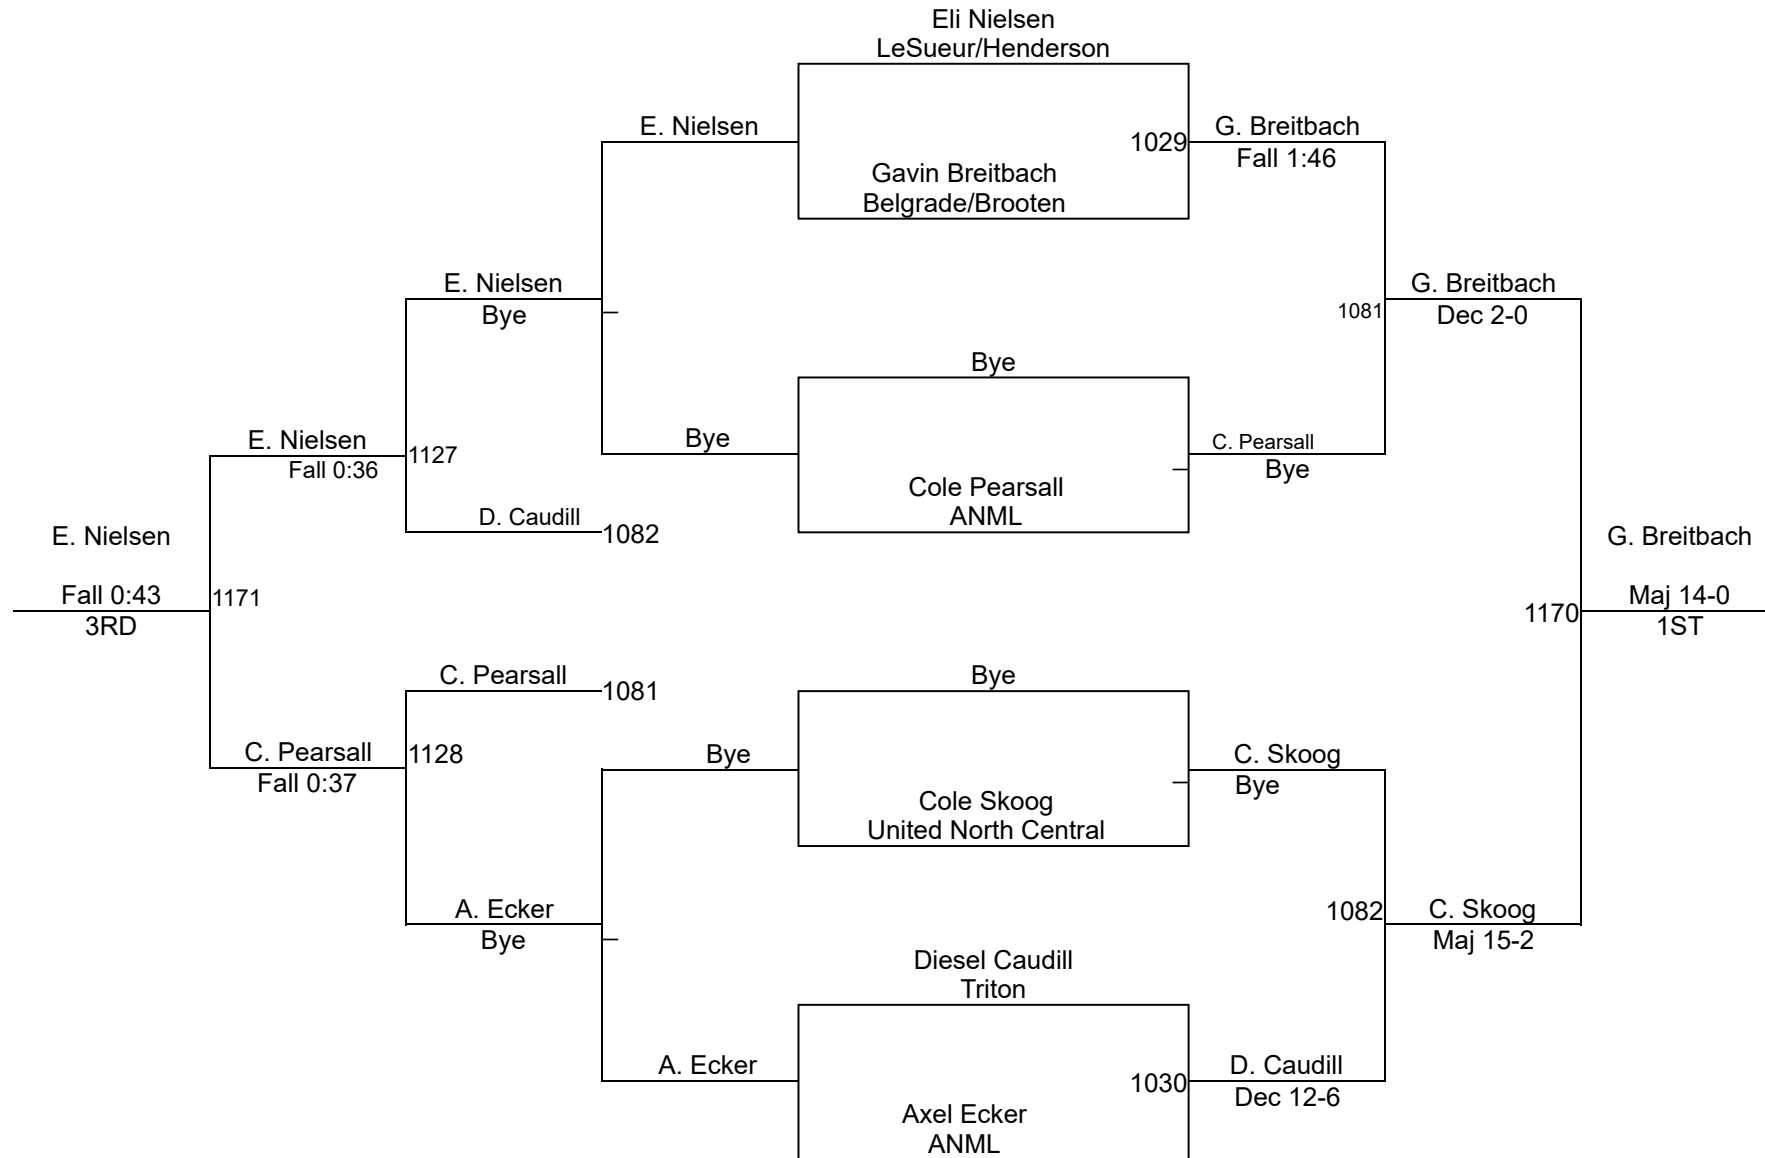 Eli Nielsen
LeSueur/Henderson
E. Nielsen
1029
G. Breitbach
Fall 1:46
Gavin Breitbach
Belgrade/Brooten
E. Nielsen
Bye
1081
G. Breitbach
Dec 2-0
Bye
Bye
C. Pearsall
Bye
Cole Pearsall
ANML
E. Nielsen
Fall 0:36
1127
D. Caudill
1082
E. Nielsen
Fall 0:43
3RD
1171
G. Breitbach
Maj 14-0
1ST
1170
C. Pearsall
1081
Bye
C. Pearsall
Fall 0:37
1128
Bye
C. Skoog
Bye
Cole Skoog
United North Central
A. Ecker
Bye
1082
C. Skoog
Maj 15-2
Diesel Caudill
Triton
A. Ecker
1030
D. Caudill
Dec 12-6
Axel Ecker
ANML